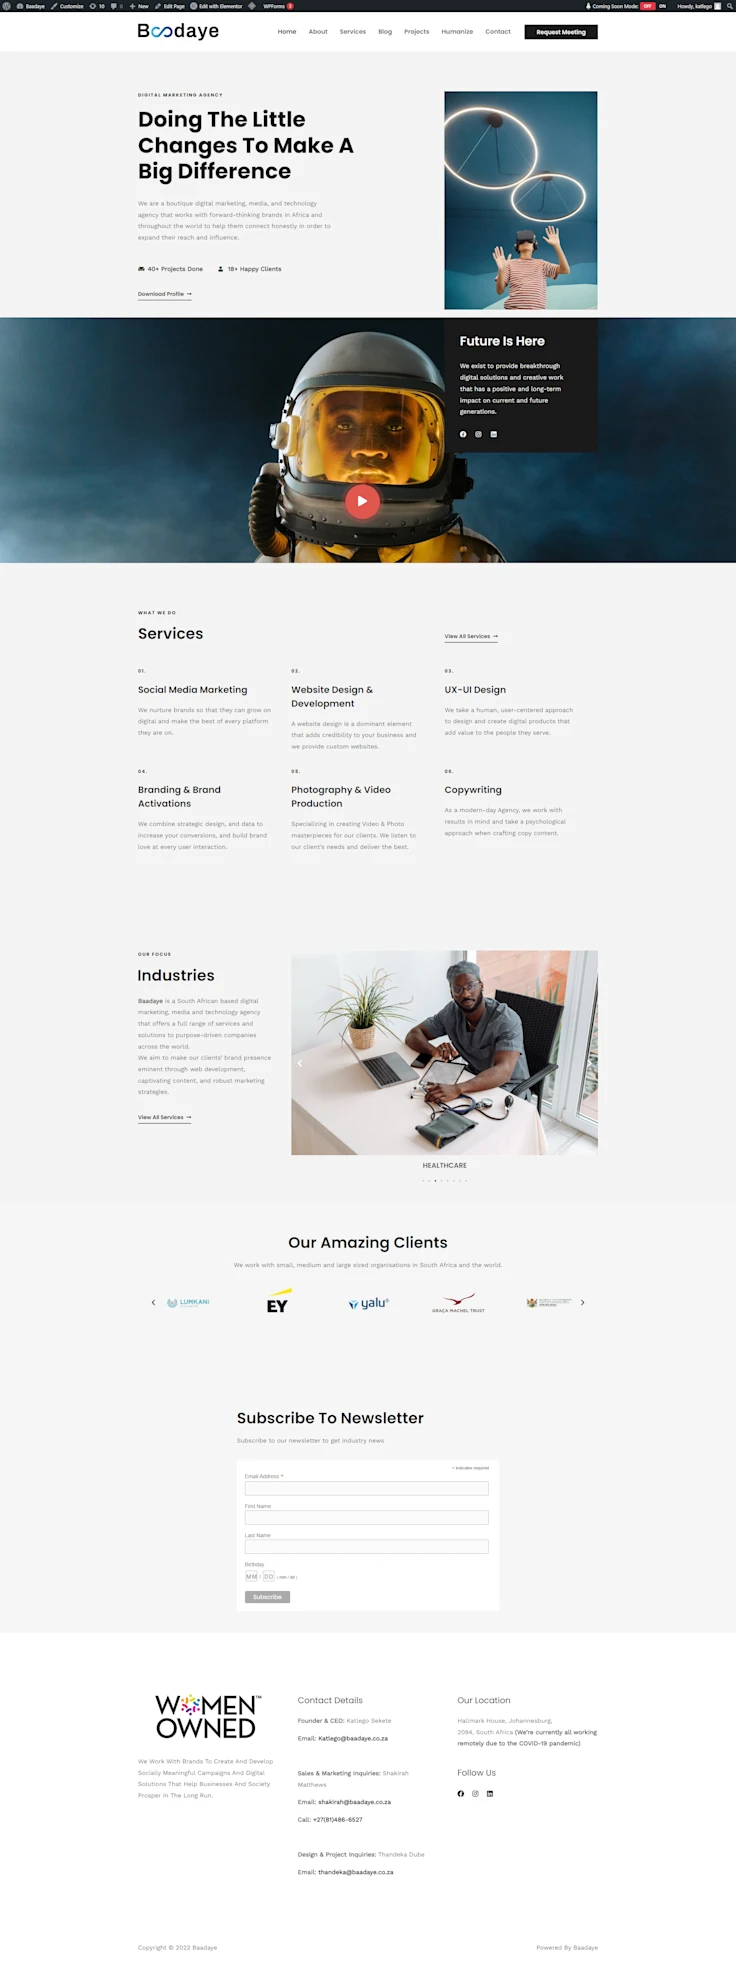 Baadaye Customize 10 0 New Edit Page Edit with Elementor WPForms 2 Coming Soon Mode: OFF ON Howdy, katlego
Baadaye
Home About Services Blog Projects Humanize Contact Request Meeting
DIGITAL MARKETING AGENCY
Doing The Little
Changes To Make A
Big Difference
We are a boutique digital marketing, media, and technology
agency that works with forward-thinking brands in Africa and
throughout the world to help them connect honestly in order to
expand their reach and influence.
40+ Projects Done 18+ Happy Clients
Download Profile →
Future Is Here
We exist to provide breakthrough
digital solutions and creative work
that has a positive and long-term
impact on current and future
generations.
WHAT WE DO
Services
View All Services →
01.
Social Media Marketing
We nurture brands so that they can grow on
digital and make the best of every platform
they are on.
02.
Website Design &
Development
A website design is a dominant element
that adds credibility to your business and
we provide custom websites.
03.
UX-UI Design
We take a human, user-centered approach
to design and create digital products that
add value to the people they serve.
04.
Branding & Brand
Activations
We combine strategic design, and data to
increase your conversions, and build brand
love at every user interaction.
05.
Photography & Video
Production
Specializing in creating Video & Photo
masterpieces for our clients. We listen to
our client's needs and deliver the best.
06.
Copywriting
As a modern-day Agency, we work with
results in mind and take a psychological
approach when crafting copy content.
OUR FOCUS
Industries
Baadaye is a South African based digital
marketing, media and technology agency
that offers a full range of services and
solutions to purpose-driven companies
across the world.
We aim to make our clients' brand presence
eminent through web development,
captivating content, and robust marketing
strategies.
View All Services →
HEALTHCARE
Our Amazing Clients
We work with small, medium and large sized organisations in South Africa and the world.
LUMKANI
EY
yalu
GRAÇA MACHEL TRUST
Subscribe To Newsletter
Subscribe to our newsletter to get industry news
* indicates required
Email Address *
First Name
Last Name
Birthday
MM / DD ( mm / dd )
Subscribe
WOMEN™
OWNED
We Work With Brands To Create And Develop
Socially Meaningful Campaigns And Digital
Solutions That Help Businesses And Society
Prosper In The Long Run.
Contact Details
Founder & CEO: Katlego Sekete
Email: Katlego@baadaye.co.za
Sales & Marketing Inquiries: Shakirah
Matthews
Email: shakirah@baadaye.co.za
Call: +27(81)486-6527
Design & Project Inquiries: Thandeka Dube
Email: thandeka@baadaye.co.za
Our Location
Hallmark House, Johannesburg,
2094, South Africa (We're currently all working
remotely due to the COVID-19 pandemic)
Follow Us
Copyright © 2022 Baadaye
Powered By Baadaye